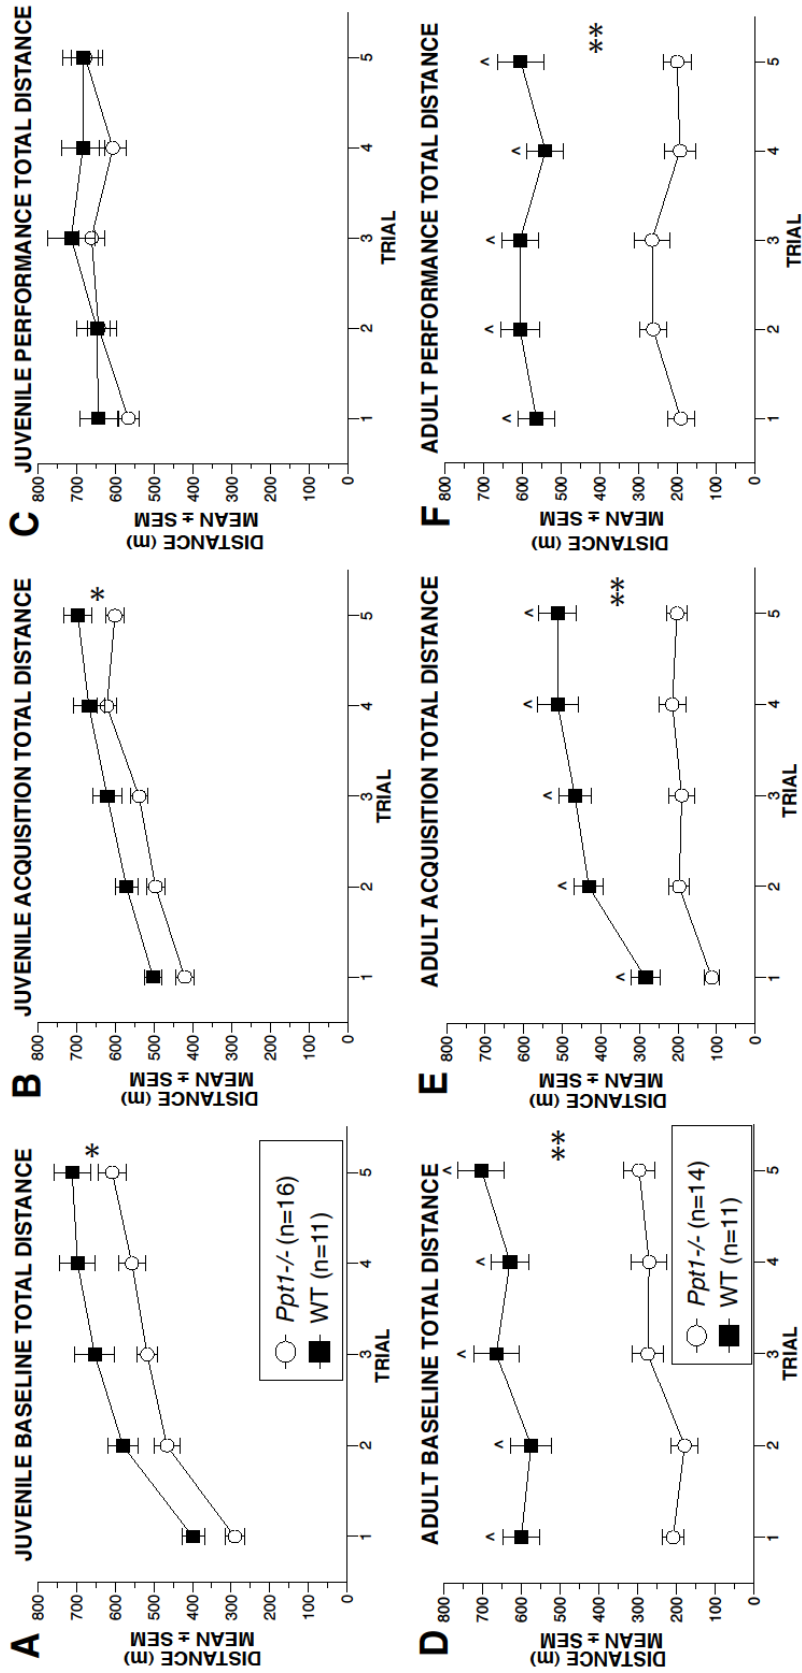 A
JUVENILE BASELINE TOTAL DISTANCE
DISTANCE (m)
MEAN ± SEM
800
700
600
500
400
300
200
100
0
*
Ppt1-/- (n=16)
WT (n=11)
1 2 3 4 5
TRIAL
B
JUVENILE ACQUISITION TOTAL DISTANCE
DISTANCE (m)
MEAN ± SEM
800
700
600
500
400
300
200
100
0
*
1 2 3 4 5
TRIAL
C
JUVENILE PERFORMANCE TOTAL DISTANCE
DISTANCE (m)
MEAN ± SEM
800
700
600
500
400
300
200
100
0
1 2 3 4 5
TRIAL
D
ADULT BASELINE TOTAL DISTANCE
DISTANCE (m)
MEAN ± SEM
800
700
600
500
400
300
200
100
0
^ ^ ^ ^ ^
**
Ppt1-/- (n=14)
WT (n=11)
1 2 3 4 5
TRIAL
E
ADULT ACQUISITION TOTAL DISTANCE
DISTANCE (m)
MEAN ± SEM
800
700
600
500
400
300
200
100
0
^ ^ ^ ^ ^
**
1 2 3 4 5
TRIAL
F
ADULT PERFORMANCE TOTAL DISTANCE
DISTANCE (m)
MEAN ± SEM
800
700
600
500
400
300
200
100
0
^ ^ ^ ^ ^
**
1 2 3 4 5
TRIAL